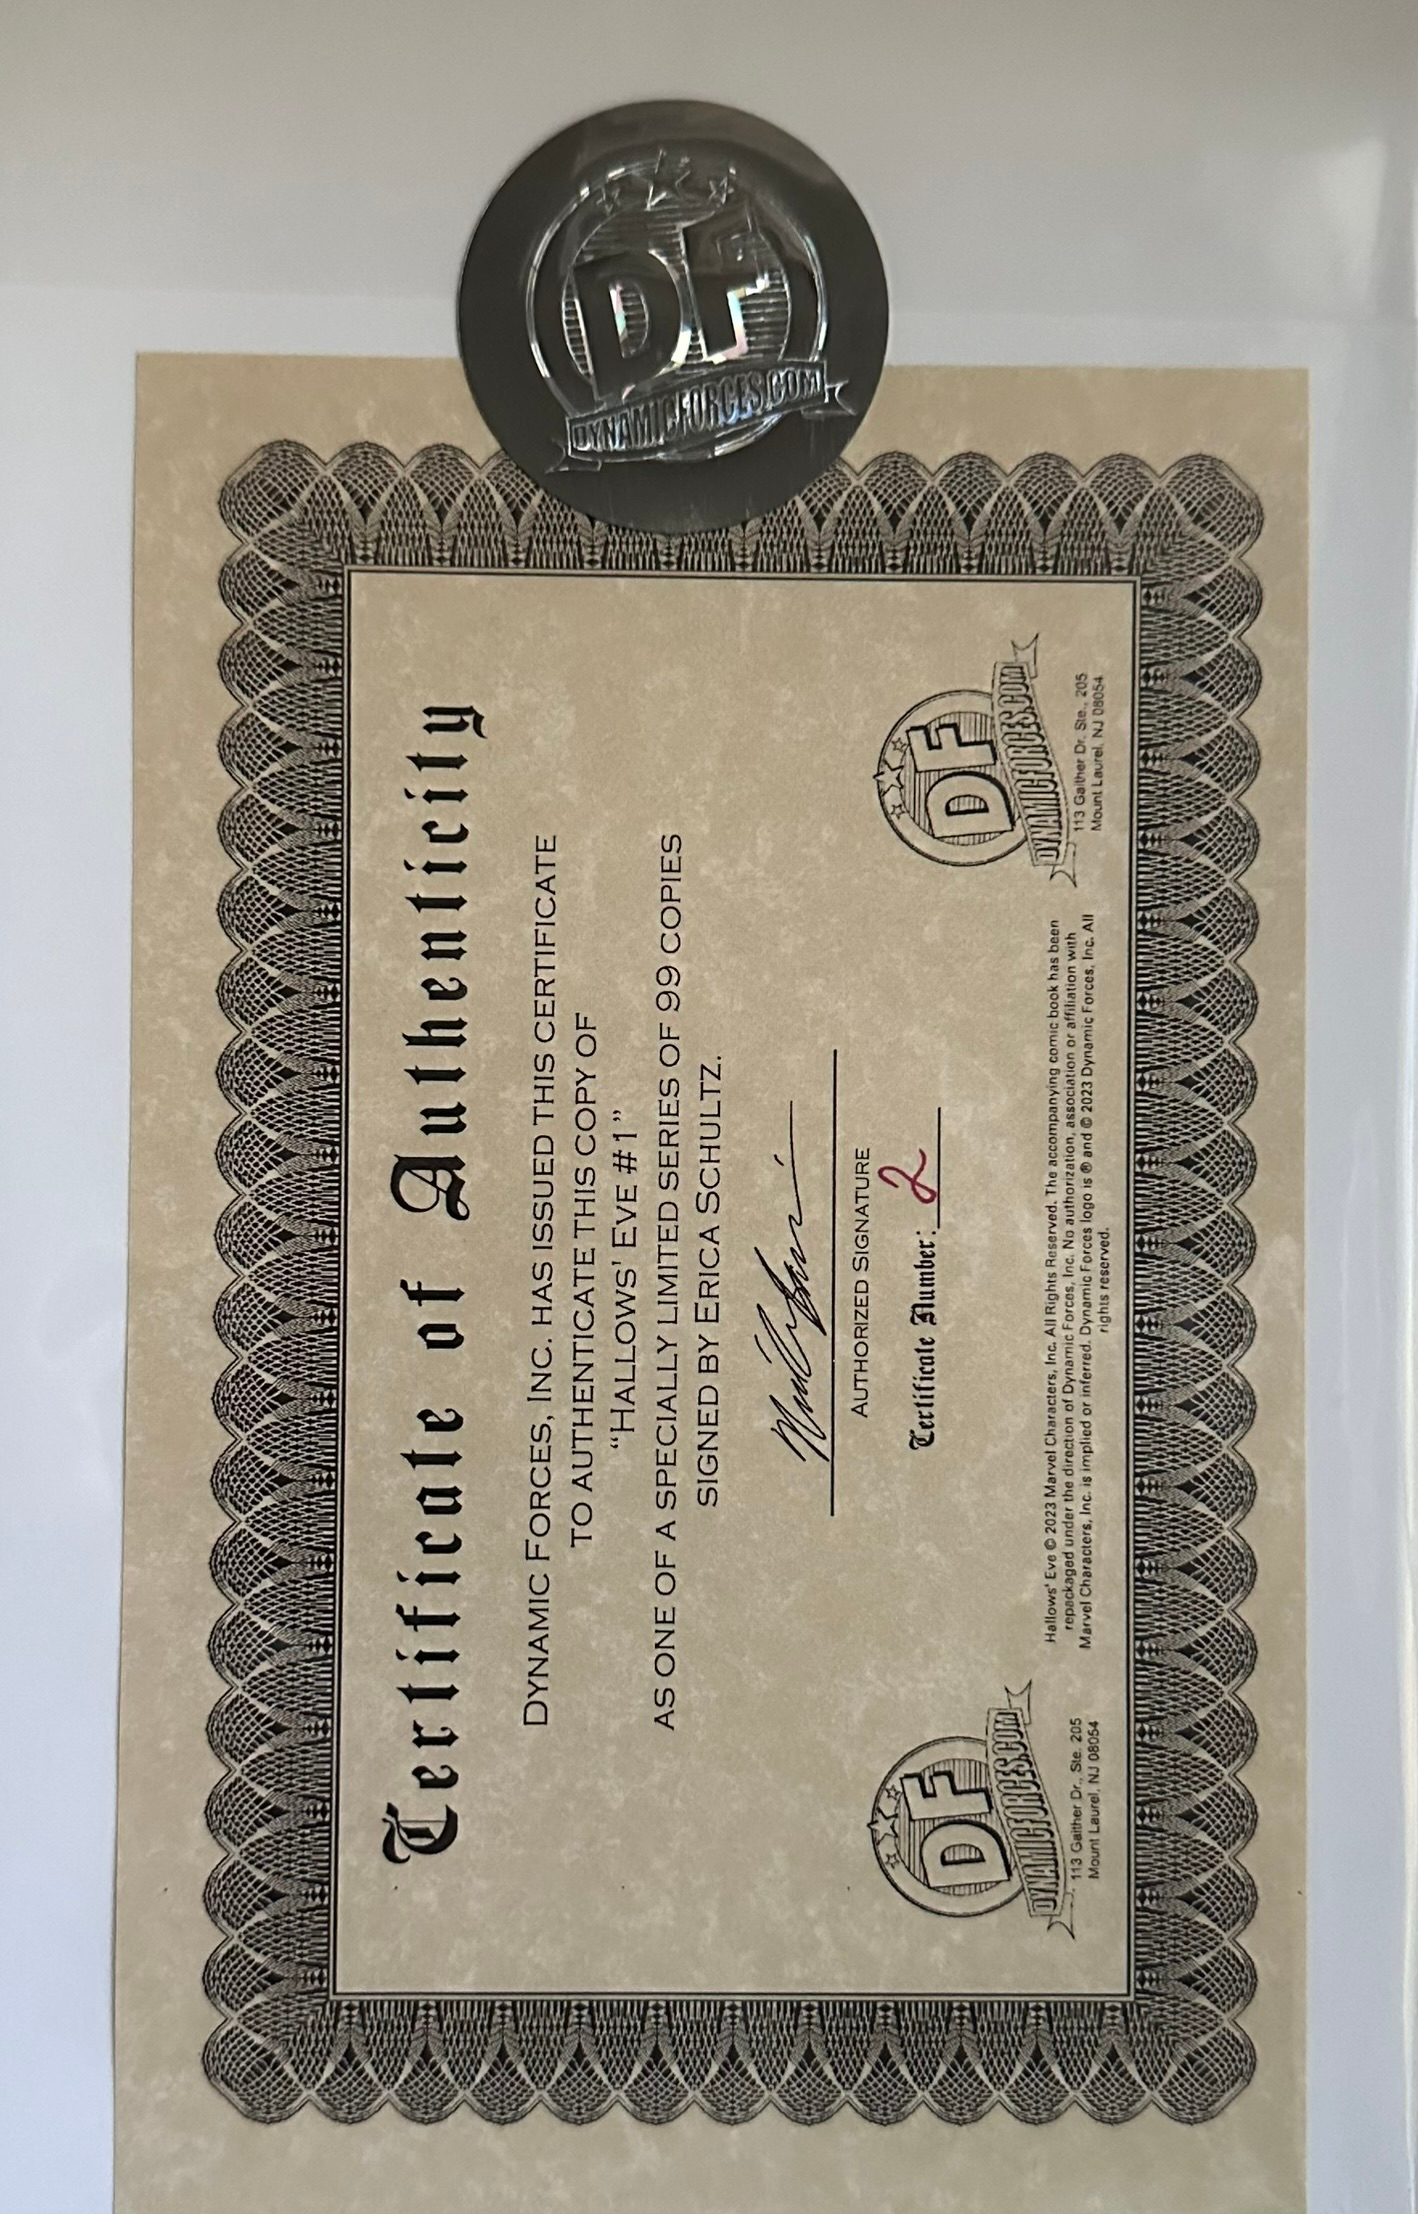 DYNAMICFORCES.COM
DF
Certificate of Authenticity
DYNAMIC FORCES, INC. HAS ISSUED THIS CERTIFICATE
TO AUTHENTICATE THIS COPY OF
“HALLOWS' EVE #1”
AS ONE OF A SPECIALLY LIMITED SERIES OF 99 COPIES
SIGNED BY ERICA SCHULTZ.
AUTHORIZED SIGNATURE
Certificate Number: 2
DF
DYNAMICFORCES.COM
113 Gaither Dr., Ste. 205
Mount Laurel, NJ 08054
Hallows' Eve © 2023 Marvel Characters, Inc. All Rights Reserved. The accompanying comic book has been
repackaged under the direction of Dynamic Forces, Inc. No authorization, association or affiliation with
Marvel Characters, Inc. is implied or inferred. Dynamic Forces logo is ® and © 2023 Dynamic Forces, Inc. All
rights reserved.
DF
DYNAMICFORCES.COM
113 Gaither Dr. Ste., 205
Mount Laurel, NJ 08054